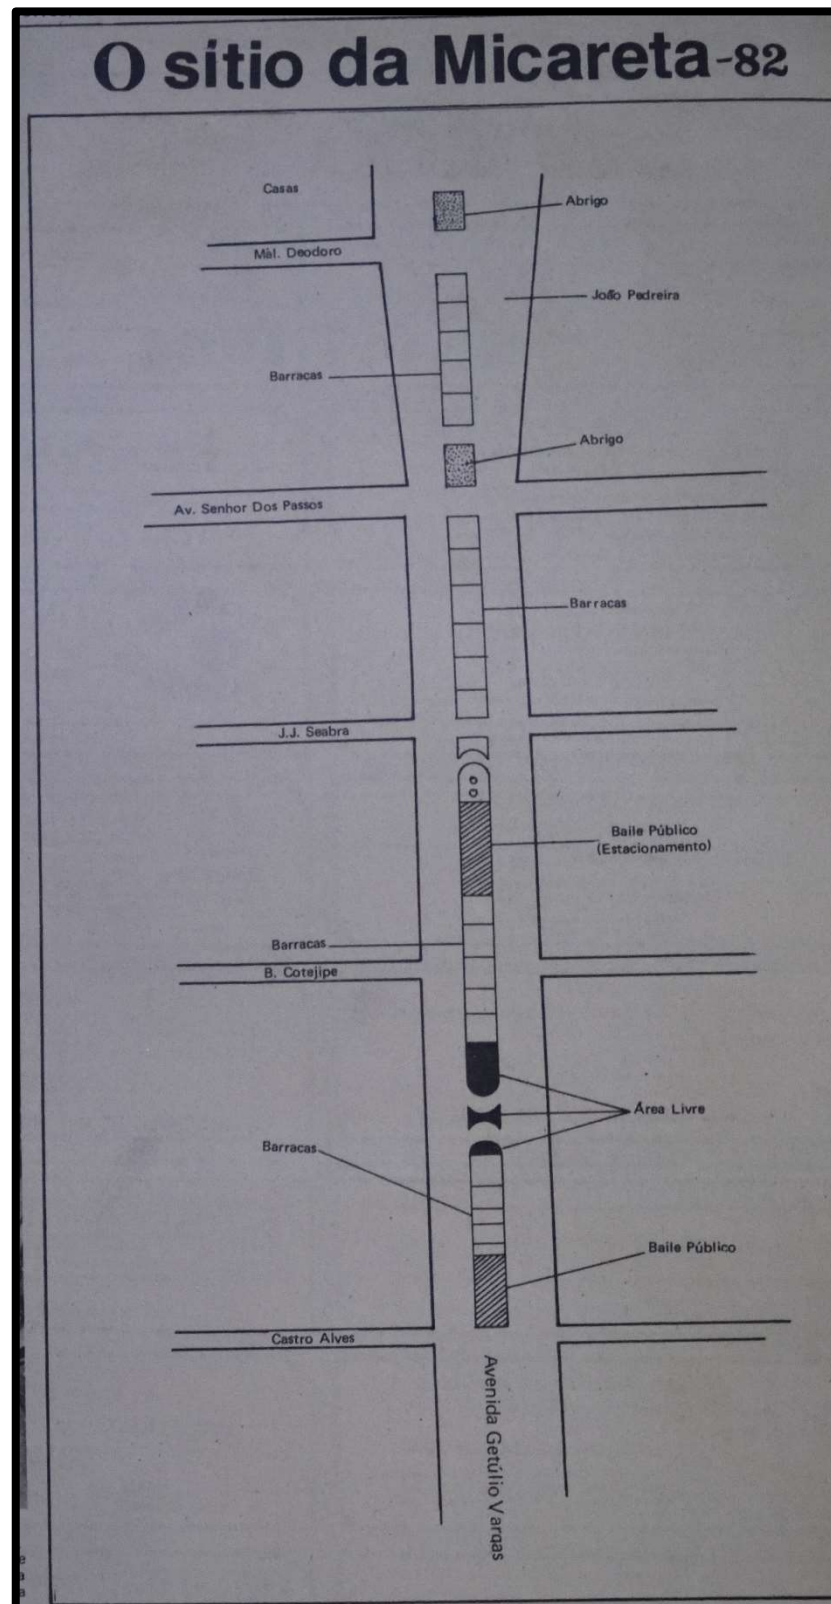 O sítio da Micareta-82
Casas
Abrigo
Mal. Deodoro
João Pedreira
Barracas
Abrigo
Av. Senhor Dos Passos
Barracas
J.J. Seabra
Baile Público
(Estacionamento)
Barracas
B. Cotejipe
Área Livre
Barracas
Baile Público
Castro Alves
Avenida Getúlio Vargas